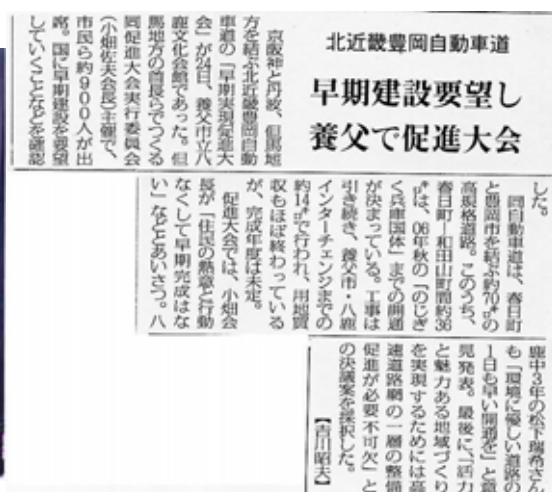 北近畿豊岡自動車道
早期建設要望し
養父で促進大会
京阪神と丹波、但馬地
方を結ぶ北近畿豊岡自動
車道の「早期実現促進大
会」が24日、養父市立八
鹿文化会館であった。但
馬地方の首長らでつくる
同促進大会実行委員会
(小畑佐夫会長)主催で、
市民ら約900人が出
席。国に早期建設を要望
していくことなどを確認
した。
同自動車道は、春日町
と豊岡市を結ぶ約70㌔の
高規格道路。このうち、
春日町―和田山町間約36
㌔は、06年秋の「のじぎ
く兵庫国体」までの開通
が決まっている。工事は
引き続き、養父市・八鹿
インターチェンジまでの
約14㌔で行われ、用地買
収もほぼ終わっている
が、完成年度は未定。
促進大会では、小畑会
長が「住民の熱意と行動
なくして早期完成はな
い」などとあいさつ。八
鹿中3年の松下瑞希さん
も「環境に優しい道路の
1日も早い開通を」と意
見発表。最後に、「活力
と魅力ある地域づくり
を実現するためには高
速道路網の一層の整備
促進が必要不可欠」と
の決議案を採択した。
【吉川昭夫】